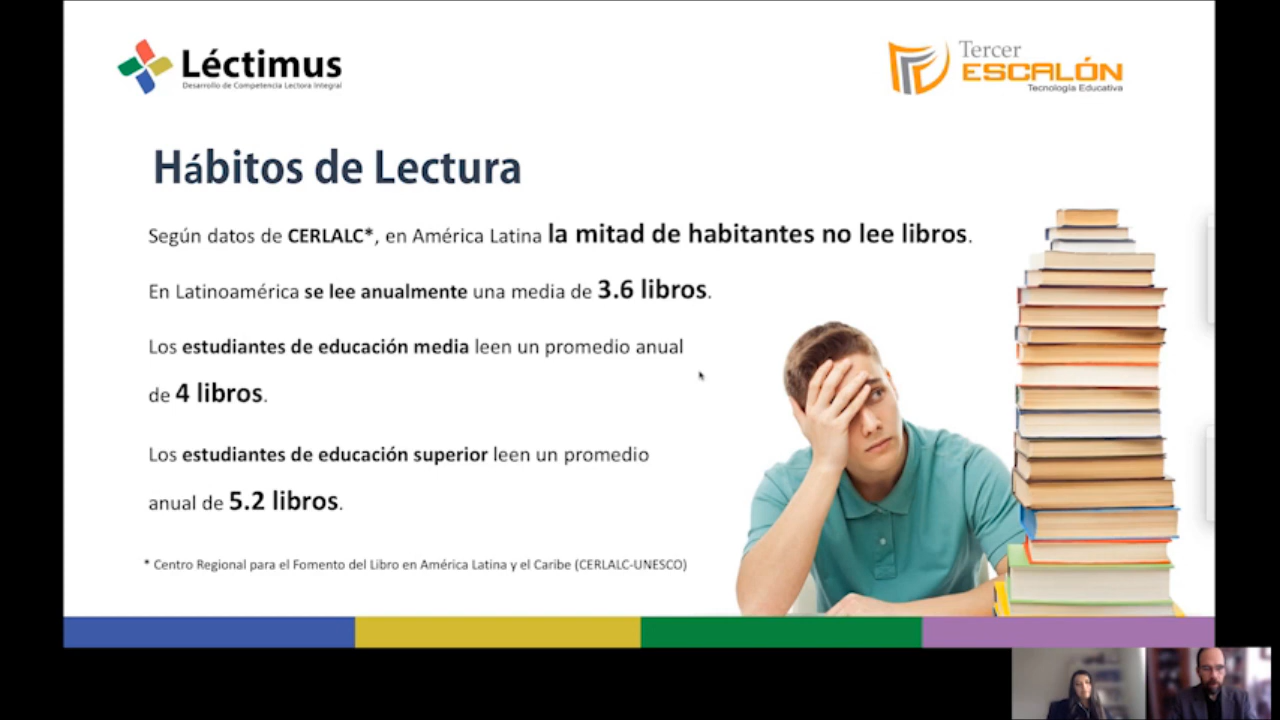 Léctimus
Desarrollo de Competencia Lectora Integral
Tercer
ESCALÓN
Tecnología Educativa
Hábitos de Lectura
Según datos de CERLALC*, en América Latina la mitad de habitantes no lee libros.
En Latinoamérica se lee anualmente una media de 3.6 libros.
Los estudiantes de educación media leen un promedio anual
de 4 libros.
Los estudiantes de educación superior leen un promedio
anual de 5.2 libros.
* Centro Regional para el Fomento del Libro en América Latina y el Caribe (CERLALC-UNESCO)